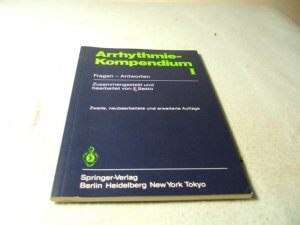 Arrhythmie-
Kompendium
I
Fragen – Antworten
Zusammengestellt und
bearbeitet von
Zweite, neubearbeitete und erweiterte Auflage
Springer-Verlag
Berlin Heidelberg New York Tokyo